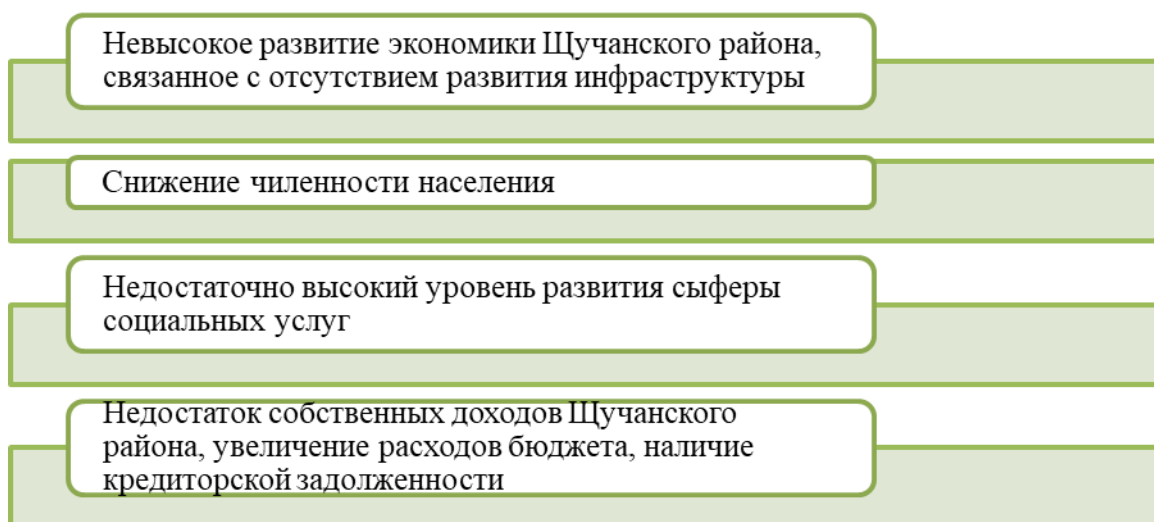 Невысокое развитие экономики Щучанского района,
связанное с отсутствием развития инфраструктуры
Снижение чиленности населения
Недостаточно высокий уровень развития сыферы
социальных услуг
Недостаток собственных доходов Щучанского
района, увеличение расходов бюджета, наличие
кредиторской задолженности